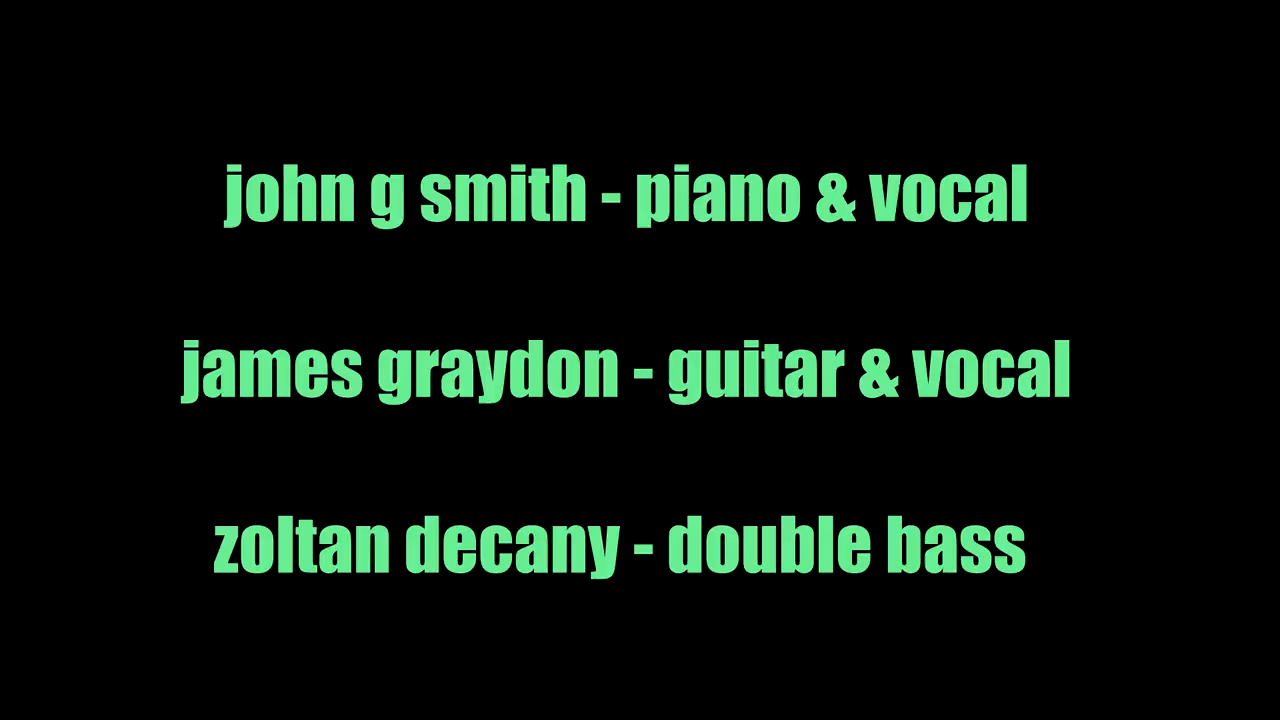 john g smith - piano & vocal
james graydon - guitar & vocal
zoltan decany - double bass